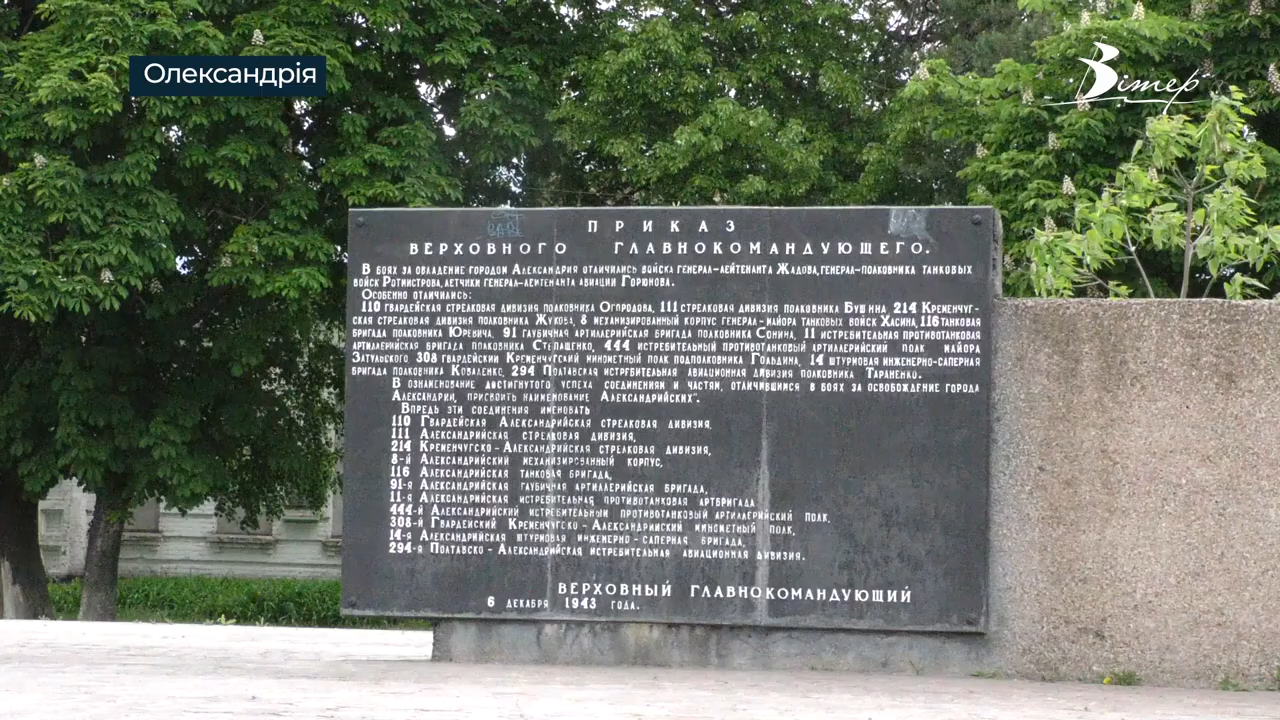 Олександрія
Вітер
ПРИКАЗ
ВЕРХОВНОГО ГЛАВНОКОМАНДУЮЩЕГО.
В боях за овладение городом Александрия отличились войска генерал-лейтенанта Жадова, генерал-полковника танковых
войск Ротмистрова, летчики генерал-лейтенанта авиации Горюнова.
Особенно отличились:
110 гвардейская стрелковая дивизия полковника Огородова, 111 стрелковая дивизия полковника Бушина, 214 Кременчуг-
ская стрелковая дивизия полковника Жукова, 8 механизированный корпус генерал-майора танковых войск Хасина, 116 танковая
бригада полковника Юревича, 91 гаубичная артиллерийская бригада полковника Сонина, 11 истребительная противотанковая
артиллерийская бригада полковника Степащенко, 444 истребительный противотанковый артиллерийский полк майора
Затульского 308 гвардейский Кременчугский минометный полк подполковника Гольдина, 14 штурмовая инженерно-саперная
бригада полковника Коваленко, 294 Полтавская истребительная авиационная дивизия полковника Тараненко.
В ознаменование достигнутого успеха соединениям и частям, отличившимся в боях за освобождение города
Александрии, присвоить наименование Александрийских".
Впредь эти соединения именовать
110 Гвардейская Александрийская стрелковая дивизия,
111 Александрийская стрелковая дивизия,
214 Кременчугско-Александрийская стрелковая дивизия,
8-й Александрийский механизированный корпус,
116 Александрийская танковая бригада,
91-я Александрийская гаубичная артиллерийская бригада,
11-я Александрийская истребительная противотанковая артбригада
444-й Александрийский истребительный противотанковый артиллерийский полк,
308-й Гвардейский Кременчугско-Александрийский минометный полк,
14-я Александрийская штурмовая инженерно-саперная бригада,
294-я Полтавско-Александрийская истребительная авиационная дивизия.
ВЕРХОВНЫЙ ГЛАВНОКОМАНДУЮЩИЙ
6 декабря 1943 года.